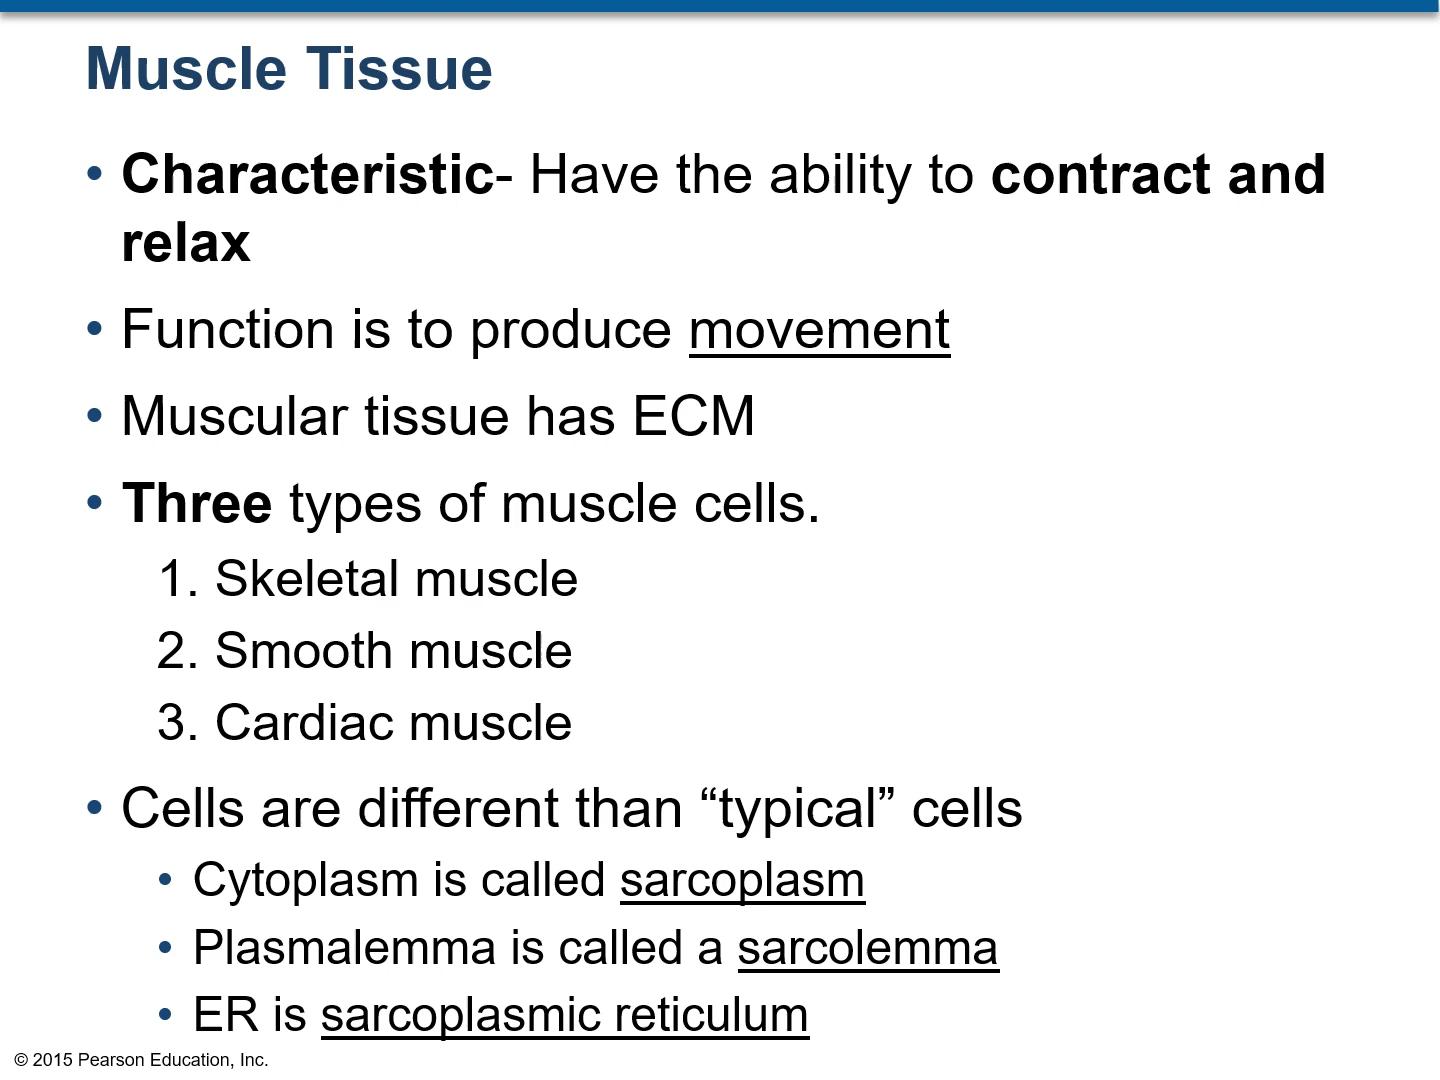 Muscle Tissue
• Characteristic- Have the ability to contract and
relax
• Function is to produce movement
• Muscular tissue has ECM
• Three types of muscle cells.
1. Skeletal muscle
2. Smooth muscle
3. Cardiac muscle
• Cells are different than “typical” cells
• Cytoplasm is called sarcoplasm
• Plasmalemma is called a sarcolemma
• ER is sarcoplasmic reticulum
© 2015 Pearson Education, Inc.